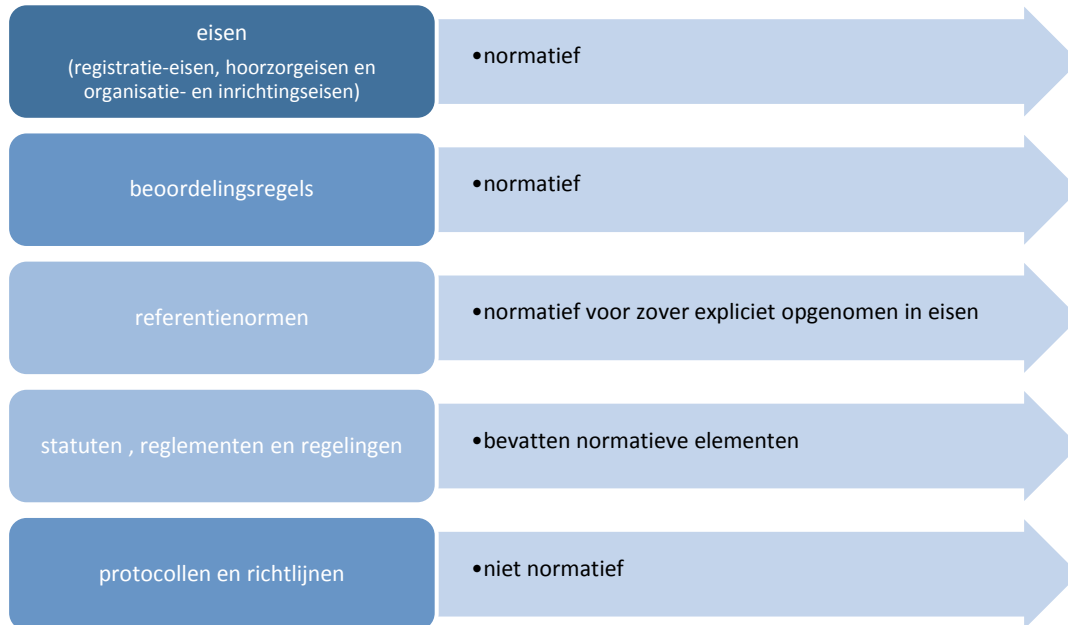 eisen
(registratie-eisen, hoorzorgeisen en
organisatie- en inrichtingseisen)
•normatief
beoordelingsregels
•normatief
referentienormen
•normatief voor zover expliciet opgenomen in eisen
statuten , reglementen en regelingen
•bevatten normatieve elementen
protocollen en richtlijnen
•niet normatief